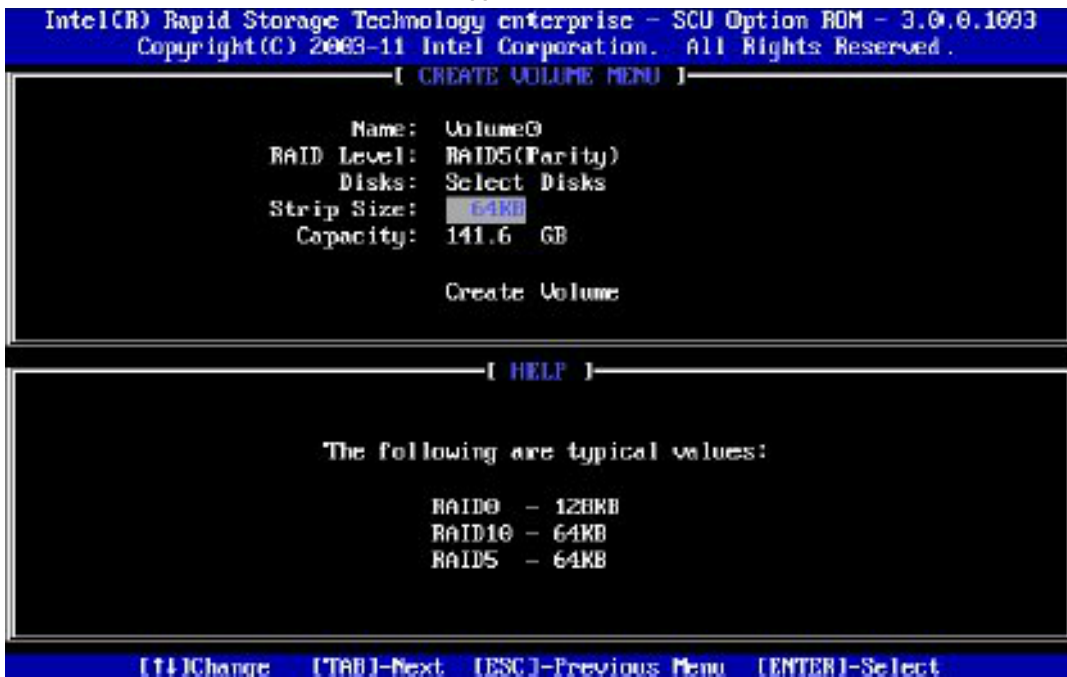 Intel(R) Rapid Storage Technology enterprise - SCU Option ROM - 3.0.0.1093
Copyright(C) 2003-11 Intel Corporation. All Rights Reserved.
[ CREATE VOLUME MENU ]
Name: Volume0
RAID Level: RAID5(Parity)
Disks: Select Disks
Strip Size: 64KB
Capacity: 141.6 GB
Create Volume
[ HELP ]
The following are typical values:
RAID0 - 128KB
RAID10 - 64KB
RAID5 - 64KB
[↑↓]Change [TAB]-Next [ESC]-Previous Menu [ENTER]-Select